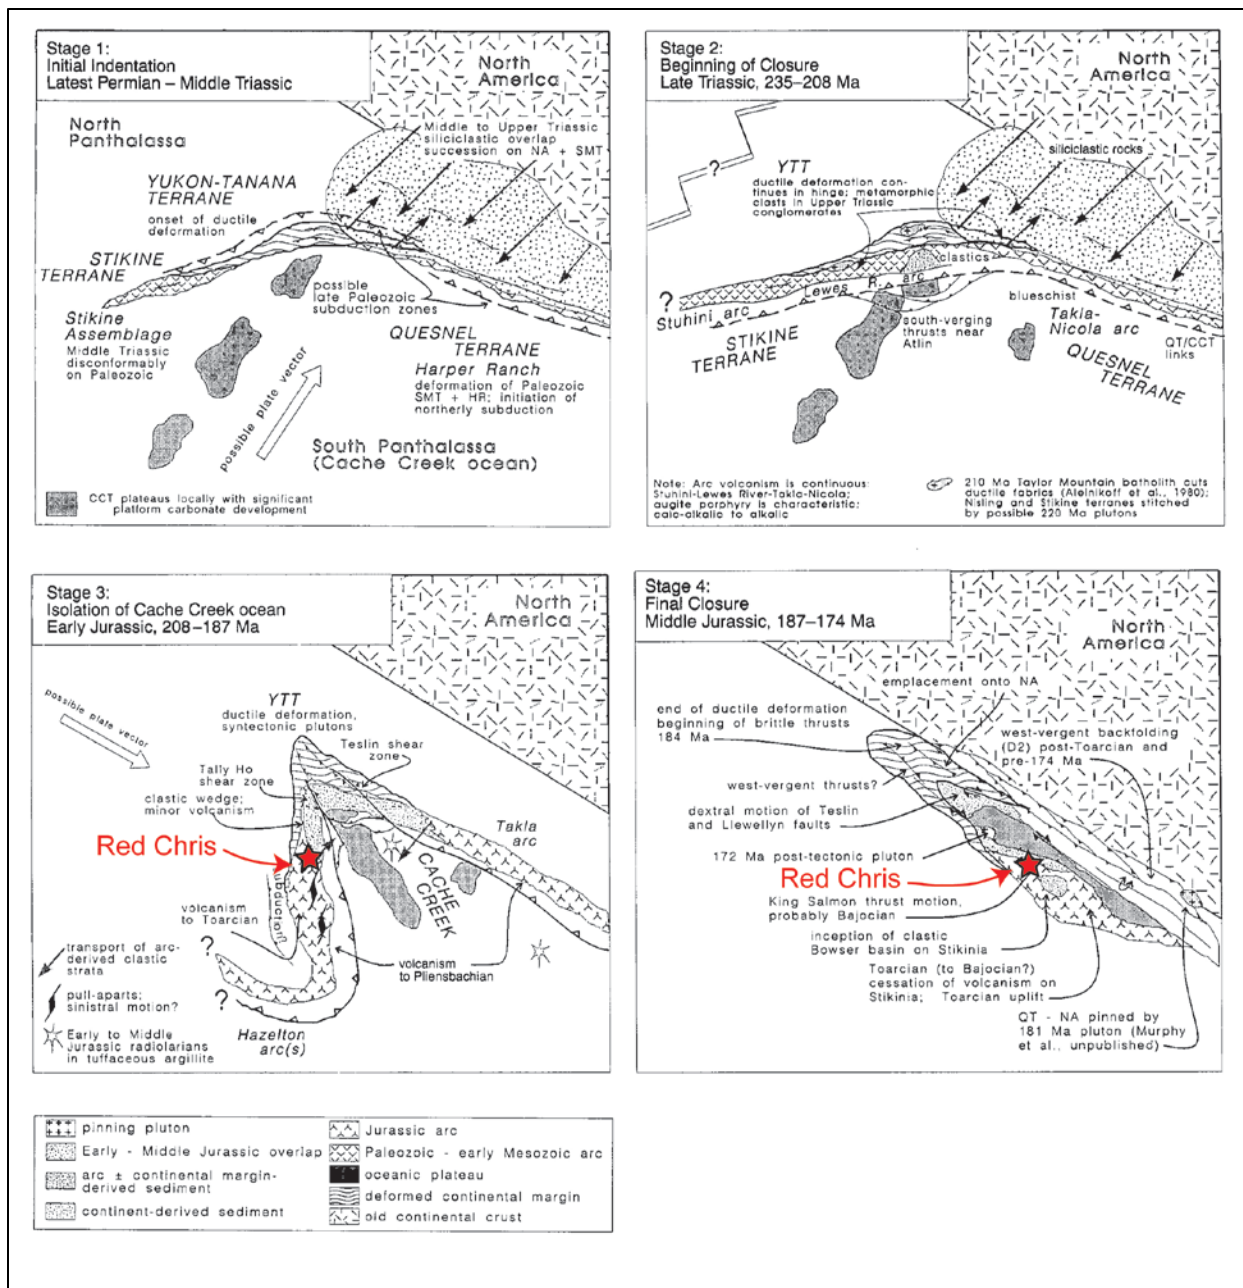 Stage 1:
Initial Indentation
Latest Permian – Middle Triassic
North
America
North
Panthalassa
Middle to Upper Triassic
siliciclastic overlap
succession on NA + SMT
YUKON-TANANA
TERRANE
onset of ductile
deformation
STIKINE
TERRANE
possible
late Paleozoic
subduction zones
Stikine
Assemblage
Middle Triassic
disconformably
on Paleozoic
QUESNEL
TERRANE
Harper Ranch
deformation of Paleozoic
SMT + HR; initiation of
northerly subduction
possible plate vector
South Panthalassa
(Cache Creek ocean)
CCT plateaus locally with significant
platform carbonate development
Stage 2:
Beginning of Closure
Late Triassic, 235–208 Ma
North
America
?
siliciclastic rocks
YTT
ductile deformation con-
tinues in hinge; metamorphic
clasts in Upper Triassic
conglomerates
clastics
Lewes R. arc
?
Stuhini arc
blueschist
STIKINE
TERRANE
south-verging
thrusts near
Atlin
Takla-
Nicola arc
QUESNEL
TERRANE
QT/CCT
links
Note: Arc volcanism is continuous:
Stuhini-Lewes River-Takla-Nicola;
augite porphyry is characteristic;
calc-alkalic to alkalic
210 Ma Taylor Mountain batholith cuts
ductile fabrics (Aleinikoff et al., 1980);
Nisling and Stikine terranes stitched
by possible 220 Ma plutons
Stage 3:
Isolation of Cache Creek ocean
Early Jurassic, 208–187 Ma
North
America
possible plate vector
YTT
ductile deformation,
syntectonic plutons
Teslin shear
zone
Tally Ho
shear zone
clastic wedge;
minor volcanism
Takla
arc
Red Chris
CACHE
CREEK
subduction
volcanism
to Toarcian
?
transport of arc-
derived clastic
strata
volcanism
to Pliensbachian
?
pull-aparts;
sinistral motion?
Early to Middle
Jurassic radiolarians
in tuffaceous argillite
Hazelton
arc(s)
Stage 4:
Final Closure
Middle Jurassic, 187–174 Ma
North
America
emplacement onto NA
end of ductile deformation
beginning of brittle thrusts
184 Ma
west-vergent backfolding
(D2) post-Toarcian and
pre-174 Ma
west-vergent thrusts?
dextral motion of Teslin
and Llewellyn faults
172 Ma post-tectonic pluton
Red Chris
King Salmon thrust motion,
probably Bajocian
inception of clastic
Bowser basin on Stikinia
Toarcian (to Bajocian?)
cessation of volcanism on
Stikinia; Toarcian uplift
QT - NA pinned by
181 Ma pluton (Murphy
et al., unpublished)
pinning pluton
Early - Middle Jurassic overlap
arc ± continental margin-
derived sediment
continent-derived sediment
Jurassic arc
Paleozoic - early Mesozoic arc
oceanic plateau
deformed continental margin
old continental crust